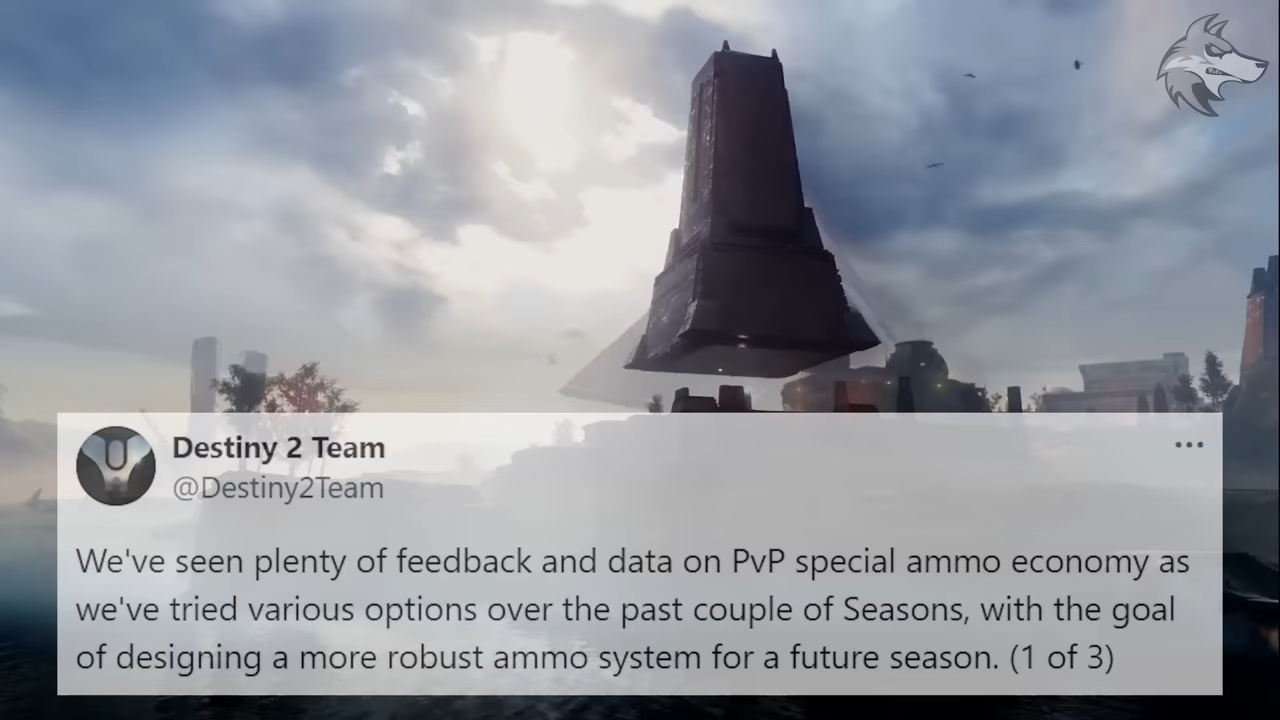 Destiny 2 Team
@Destiny2Team
We've seen plenty of feedback and data on PvP special ammo economy as
we've tried various options over the past couple of Seasons, with the goal
of designing a more robust ammo system for a future season. (1 of 3)